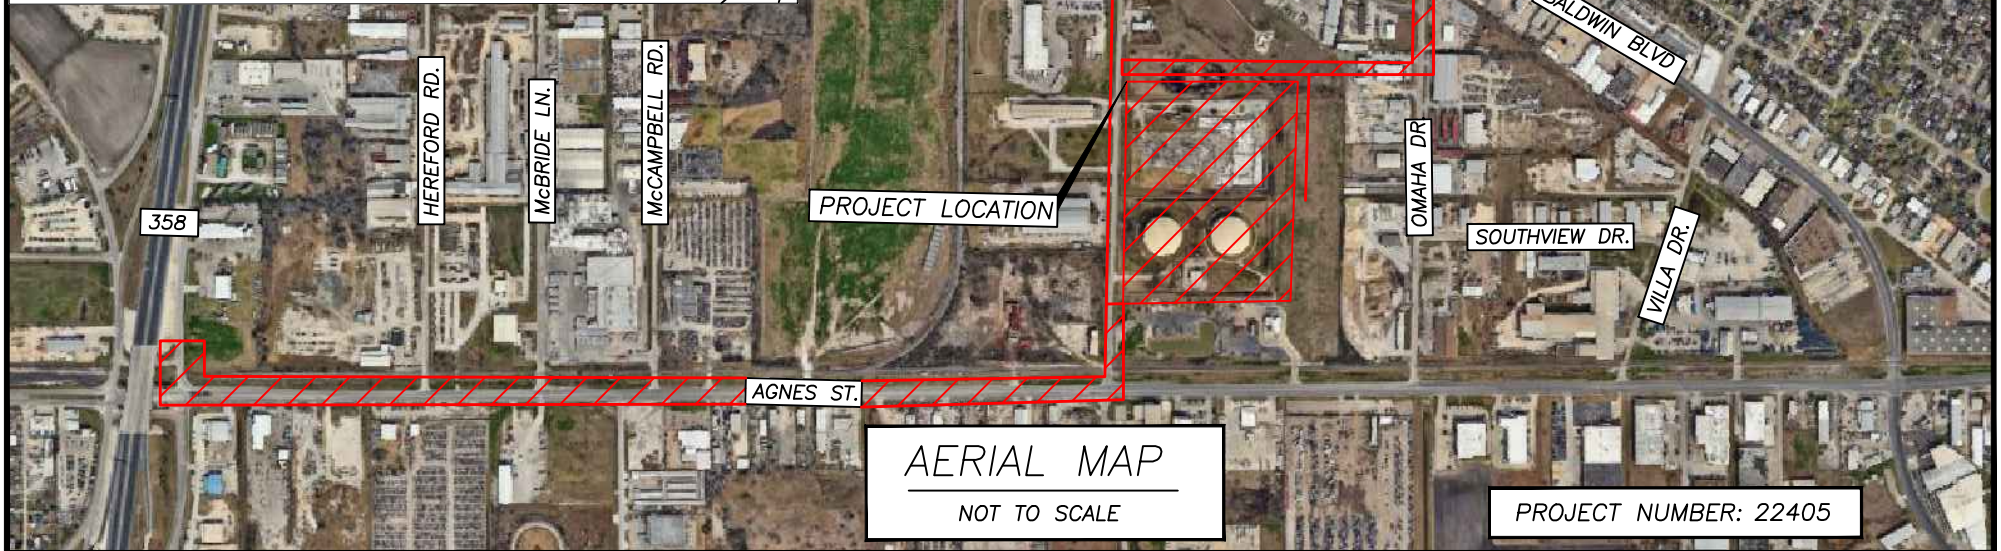 BALDWIN BLVD
HEREFORD RD.
McBRIDE LN.
McCAMPBELL RD.
OMAHA DR
358
PROJECT LOCATION
SOUTHVIEW DR.
VILLA DR.
AGNES ST.
AERIAL MAP
NOT TO SCALE
PROJECT NUMBER: 22405